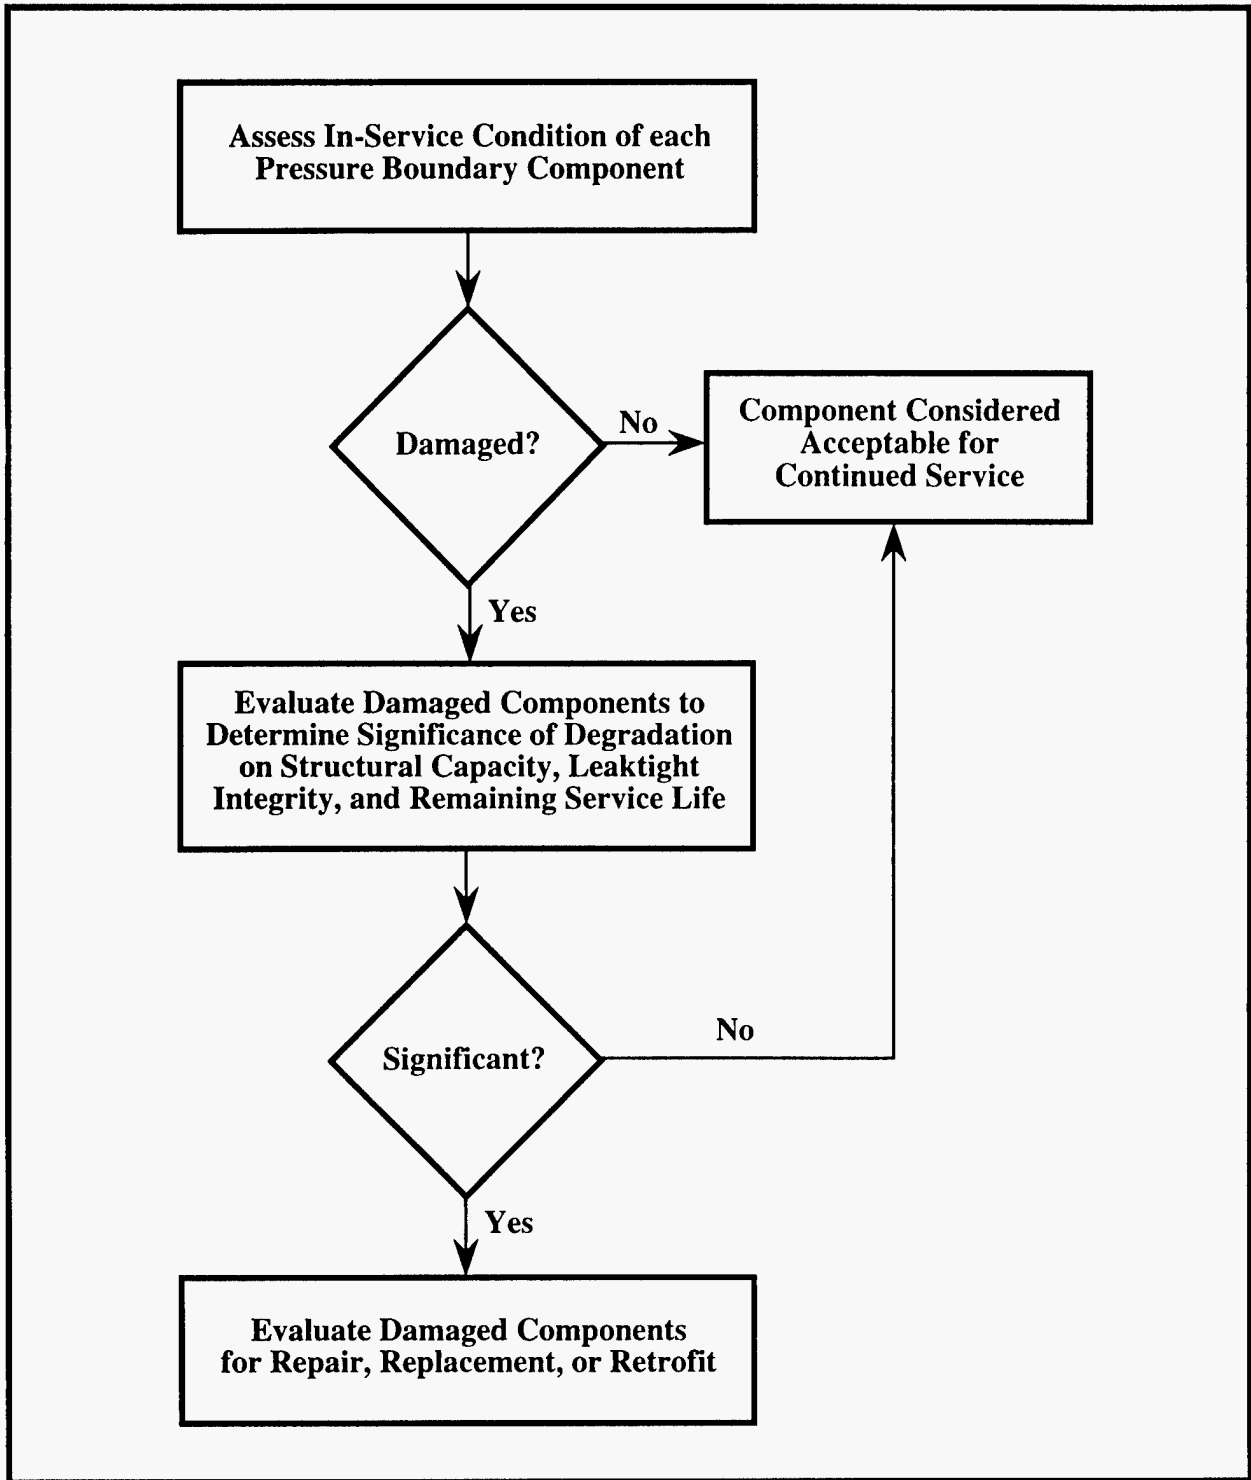 Assess In-Service Condition of each
Pressure Boundary Component
Damaged?
No
Component Considered
Acceptable for
Continued Service
Yes
Evaluate Damaged Components to
Determine Significance of Degradation
on Structural Capacity, Leaktight
Integrity, and Remaining Service Life
Significant?
No
Yes
Evaluate Damaged Components
for Repair, Replacement, or Retrofit